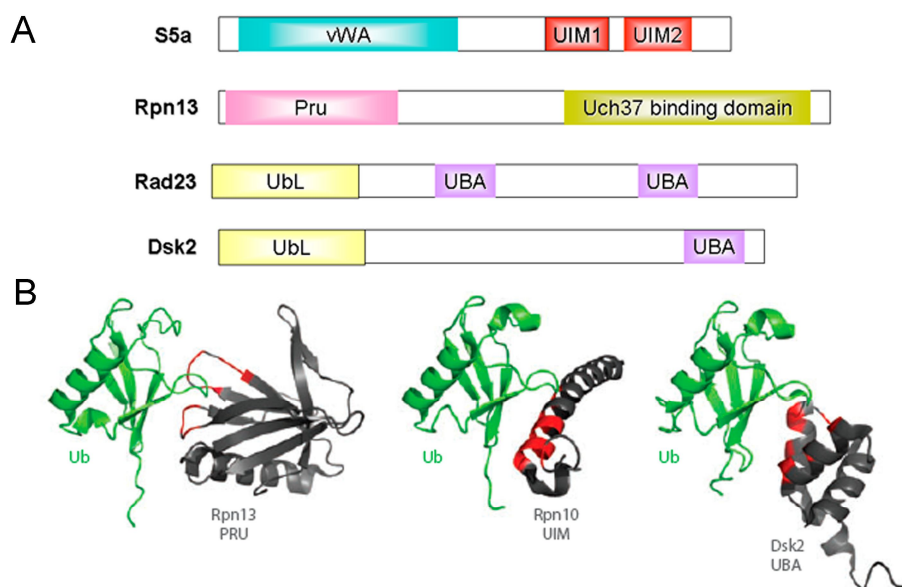 A
S5a vWA UIM1 UIM2
Rpn13 Pru Uch37 binding domain
Rad23 UbL UBA UBA
Dsk2 UbL UBA
B
Ub
Rpn13
PRU
Ub
Rpn10
UIM
Ub
Dsk2
UBA